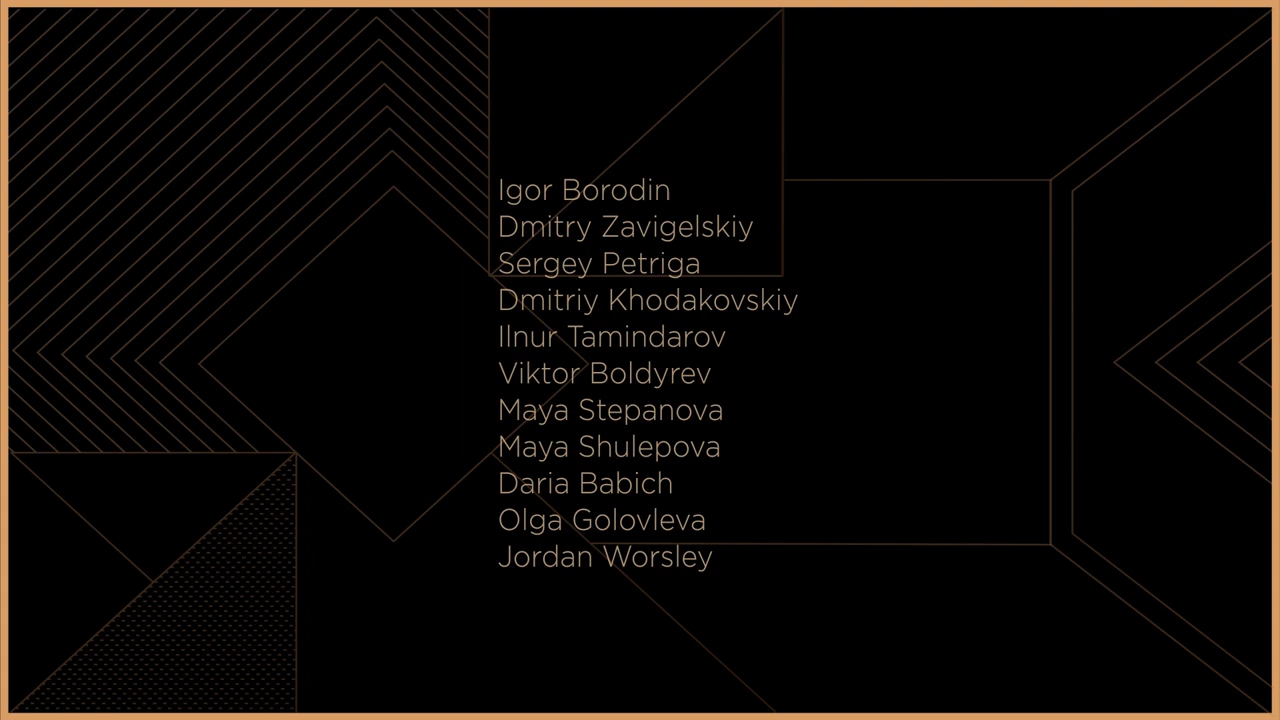 Igor Borodin
Dmitry Zavigelskiy
Sergey Petriga
Dmitriy Khodakovskiy
Ilnur Tamindarov
Viktor Boldyrev
Maya Stepanova
Maya Shulepova
Daria Babich
Olga Golovleva
Jordan Worsley